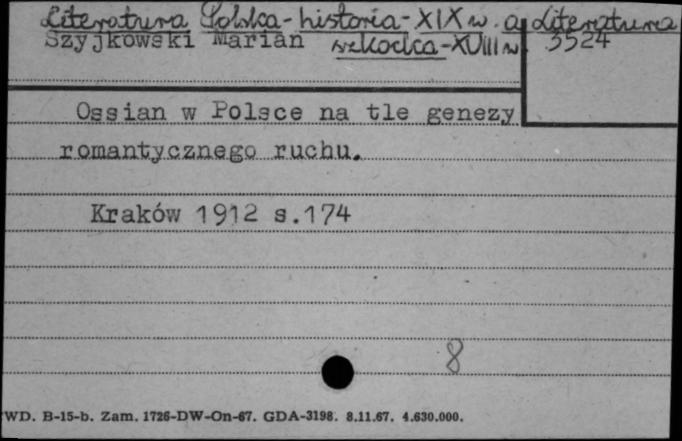 Literatura Polska - historia - XIX w. a Literatura
szkocka - XVIII w.
Szyjkowski Marian 3524
Ossian w Polsce na tle genezy
romantycznego ruchu.
Kraków 1912 s.174
8
WD. B-15-b. Zam. 1726-DW-On-67. GDA-3198. 8.11.67. 4.630.000.